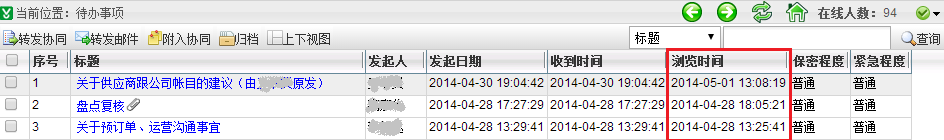 当前位置：待办事项 在线人数：94
转发协同 转发邮件 附入协同 归档 上下视图 标题 查询
序号 标题 发起人 发起日期 收到时间 浏览时间 保密程度 紧急程度
1 关于供应商跟公司帐目的建议（由 原发） 2014-04-30 19:04:42 2014-04-30 19:04:42 2014-05-01 13:08:19 普通 普通
2 盘点复核 2014-04-28 17:27:29 2014-04-28 17:27:29 2014-04-28 18:05:21 普通 普通
3 关于预订单、运营沟通事宜 2014-04-28 13:29:41 2014-04-28 13:29:41 2014-04-28 13:25:41 普通 普通